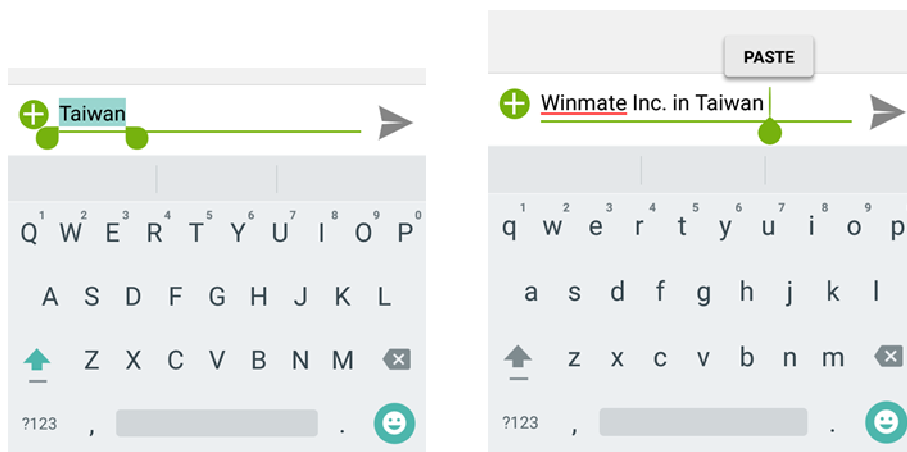 Taiwan
1 2 3 4 5 6 7 8 9 0
Q W E R T Y U I O P
A S D F G H J K L
Z X C V B N M
?123 , .
PASTE
Winmate Inc. in Taiwan
1 2 3 4 5 6 7 8 9
q w e r t y u i o p
a s d f g h j k l
z x c v b n m
?123 , .